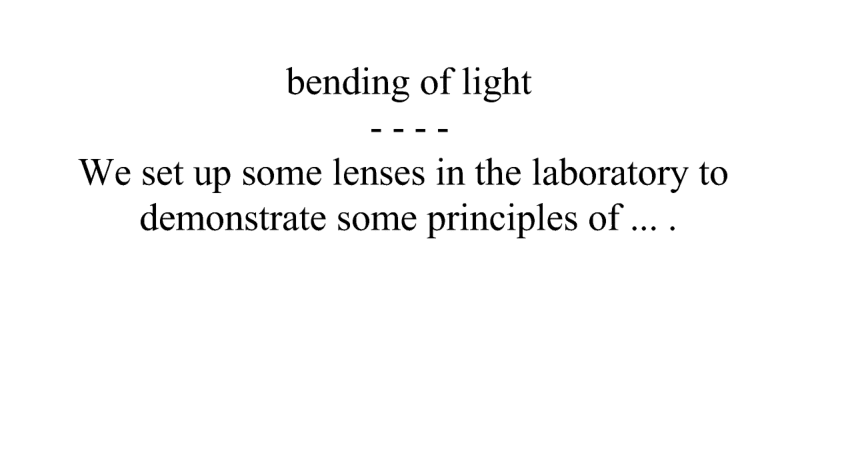 bending of light
- - - -
We set up some lenses in the laboratory to
demonstrate some principles of ... .